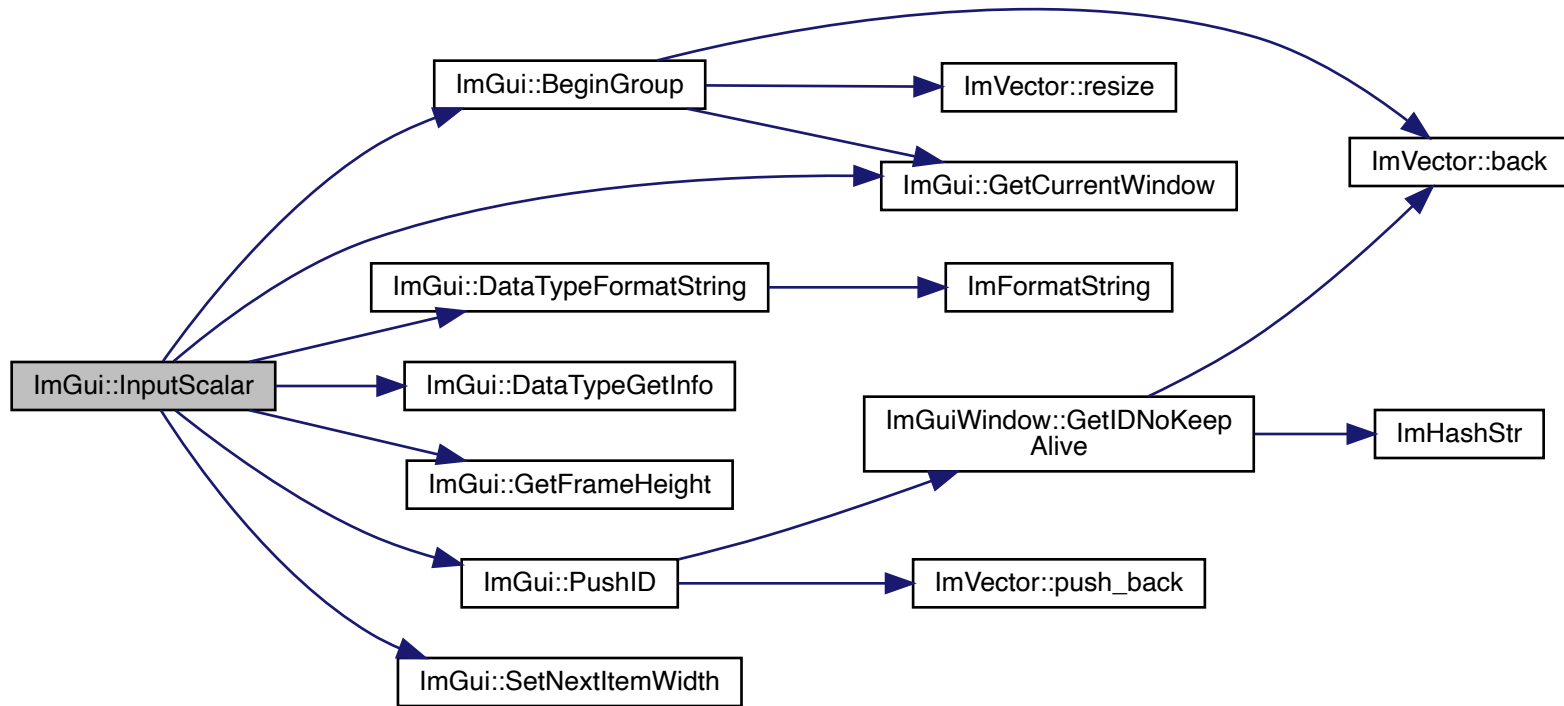 ImGui::InputScalar
ImGui::BeginGroup
ImGui::DataTypeFormatString
ImGui::DataTypeGetInfo
ImGui::GetFrameHeight
ImGui::PushID
ImGui::SetNextItemWidth
ImVector::resize
ImGui::GetCurrentWindow
ImFormatString
ImGuiWindow::GetIDNoKeep
Alive
ImVector::push_back
ImVector::back
ImHashStr